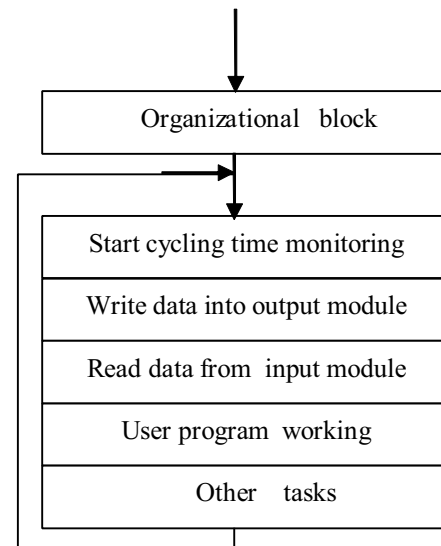 Organizational block
Start cycling time monitoring
Write data into output module
Read data from input module
User program working
Other tasks